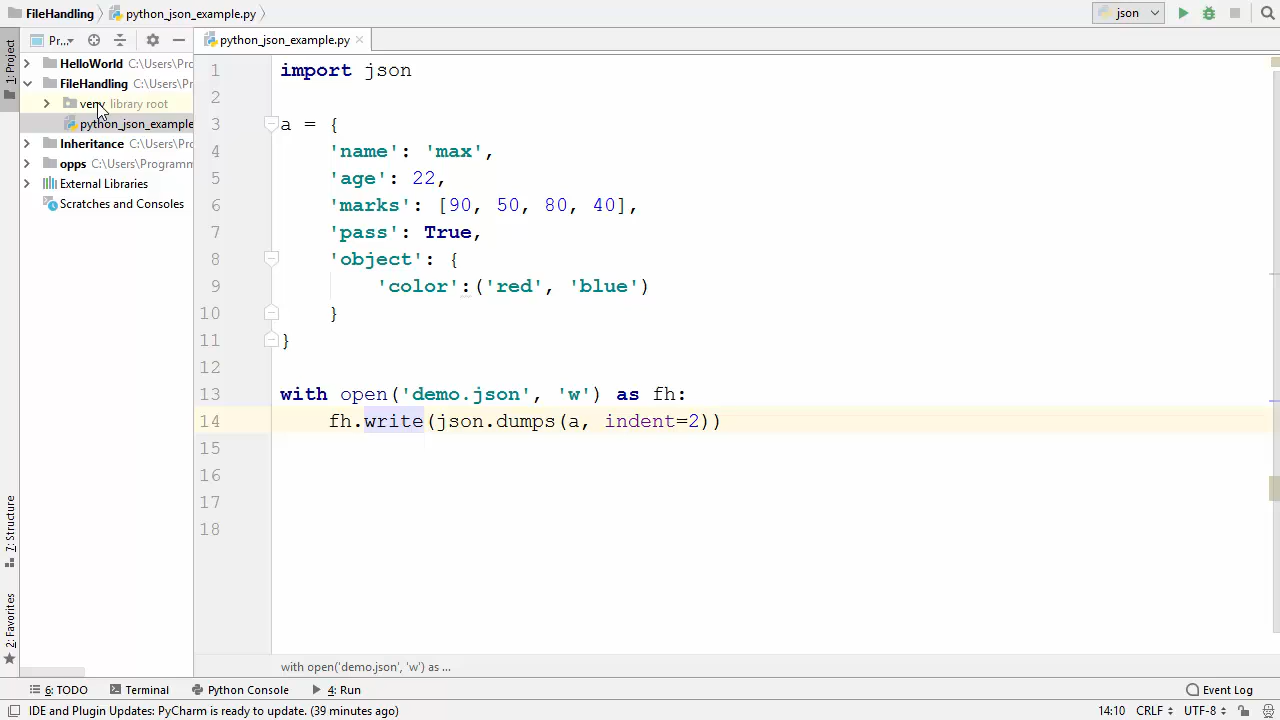 FileHandling python_json_example.py json
1: Project
Pr...
python_json_example.py
HelloWorld C:\Users\Pro
FileHandling C:\Users\Pr
venv library root
python_json_example
Inheritance C:\Users\Pro
opps C:\Users\Programm
External Libraries
Scratches and Consoles
1 import json
2
3 a = {
4 'name': 'max',
5 'age': 22,
6 'marks': [90, 50, 80, 40],
7 'pass': True,
8 'object': {
9 'color':('red', 'blue')
10 }
11 }
12
13 with open('demo.json', 'w') as fh:
14 fh.write(json.dumps(a, indent=2))
15
16
17
18
7: Structure
2: Favorites
with open('demo.json', 'w') as ...
6: TODO Terminal Python Console 4: Run Event Log
IDE and Plugin Updates: PyCharm is ready to update. (39 minutes ago) 14:10 CRLF UTF-8